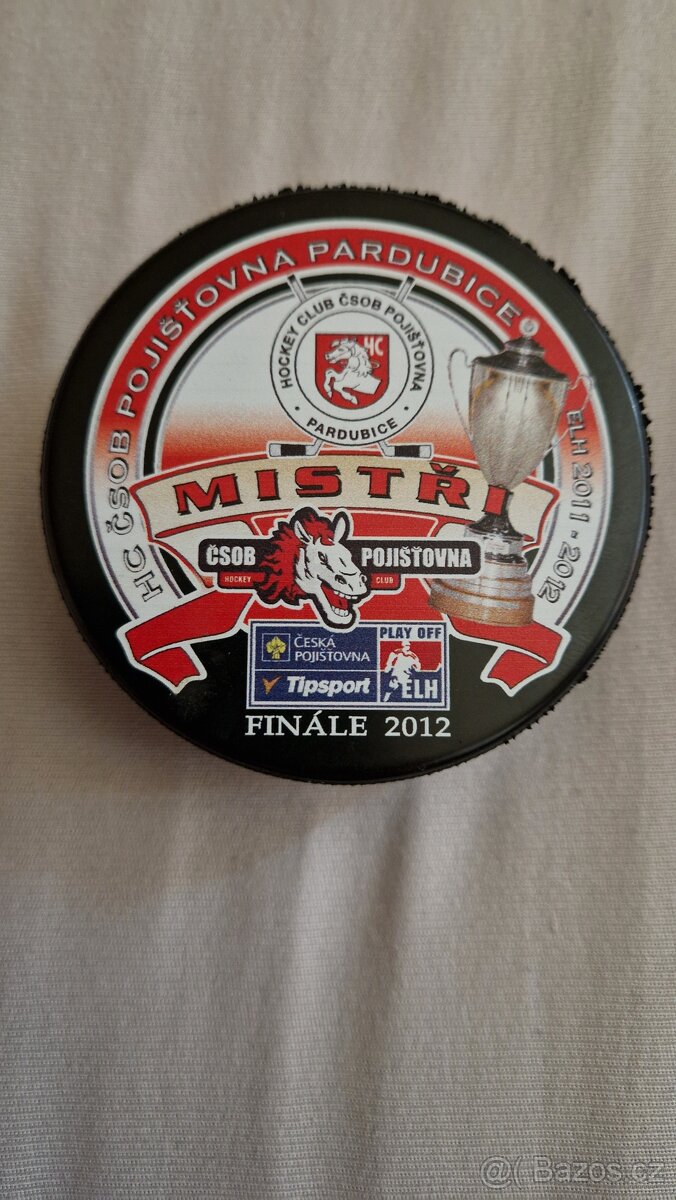 HC ČSOB POJIŠŤOVNA PARDUBICE
ELH 2011 - 2012
HOCKEY CLUB ČSOB POJIŠŤOVNA
· PARDUBICE ·
HC
MISTŘI
ČSOB POJIŠŤOVNA
HOCKEY CLUB
ČESKÁ
POJIŠŤOVNA
Tipsport
PLAY OFF
ELH
FINÁLE 2012
@( Bazos.cz